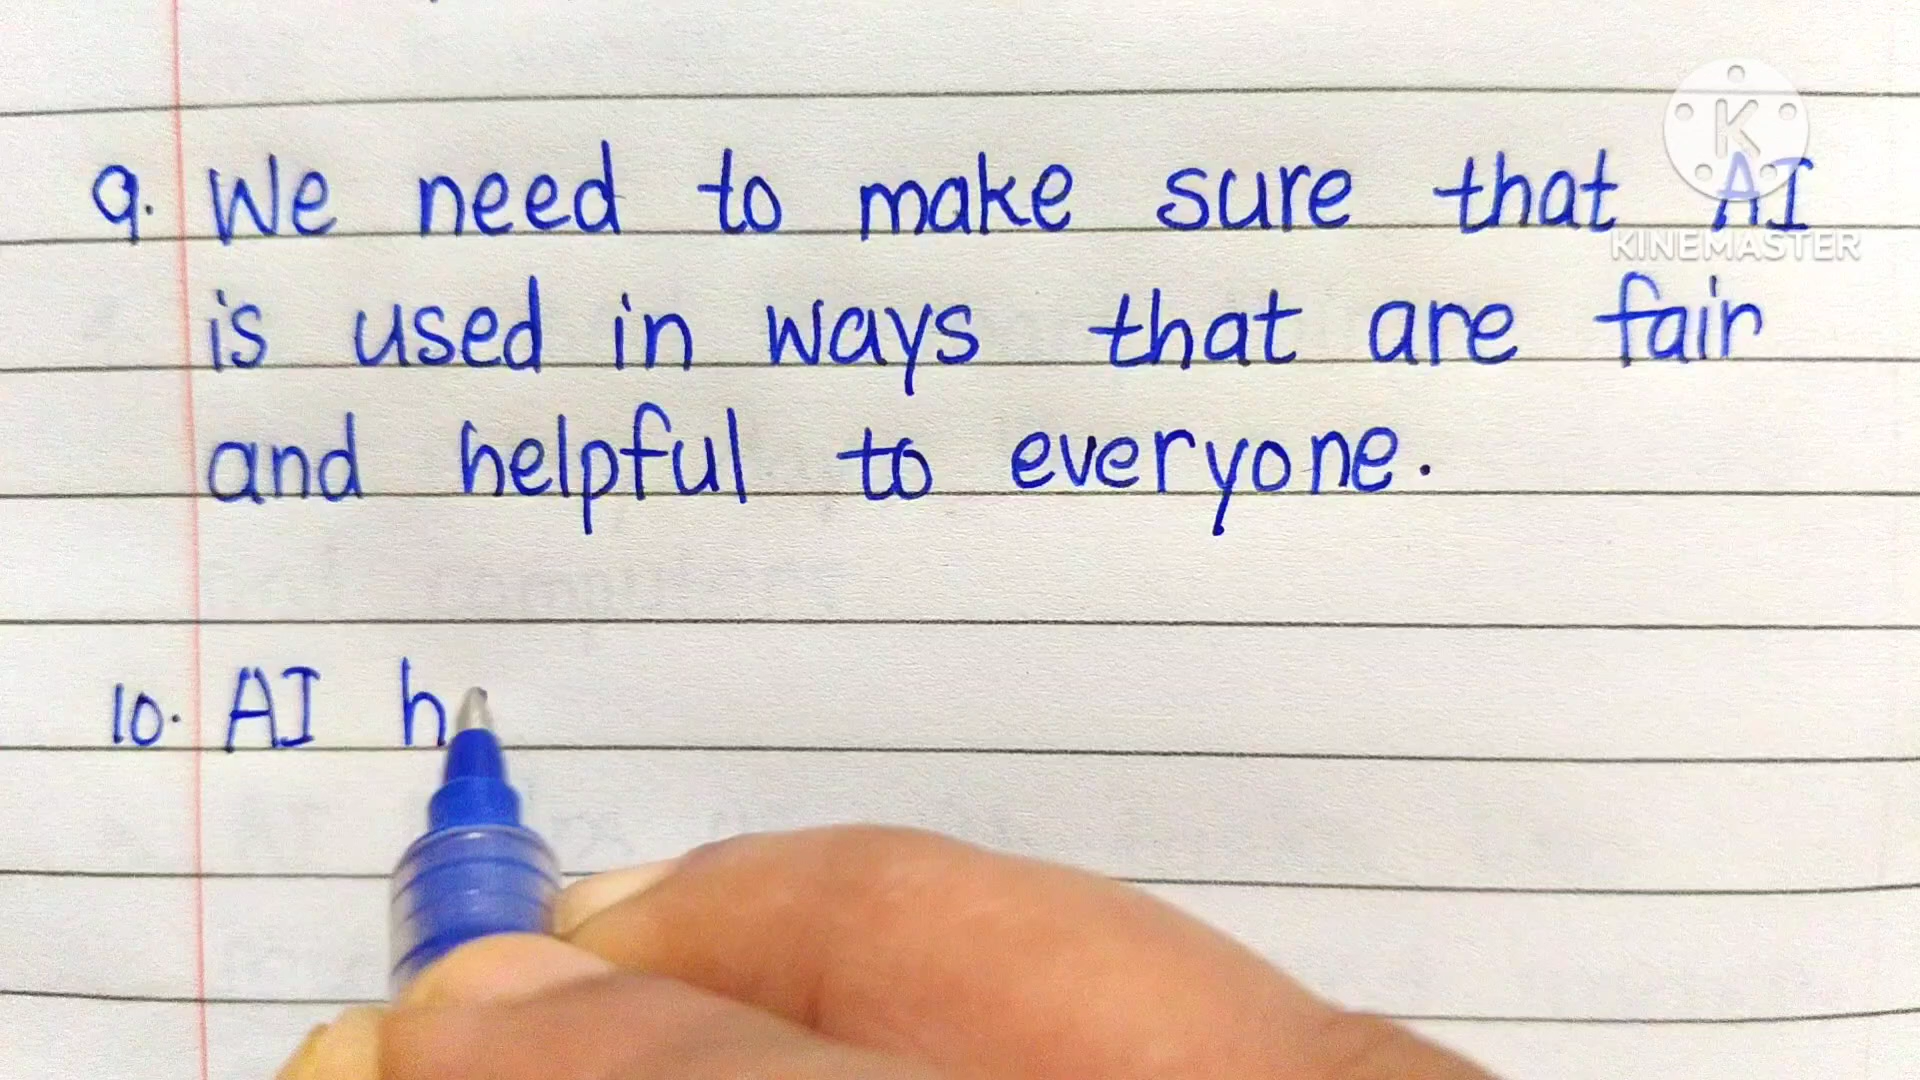 9. We need to make sure that AI
KINEMASTER
is used in ways that are fair
and helpful to everyone.
10. AI h